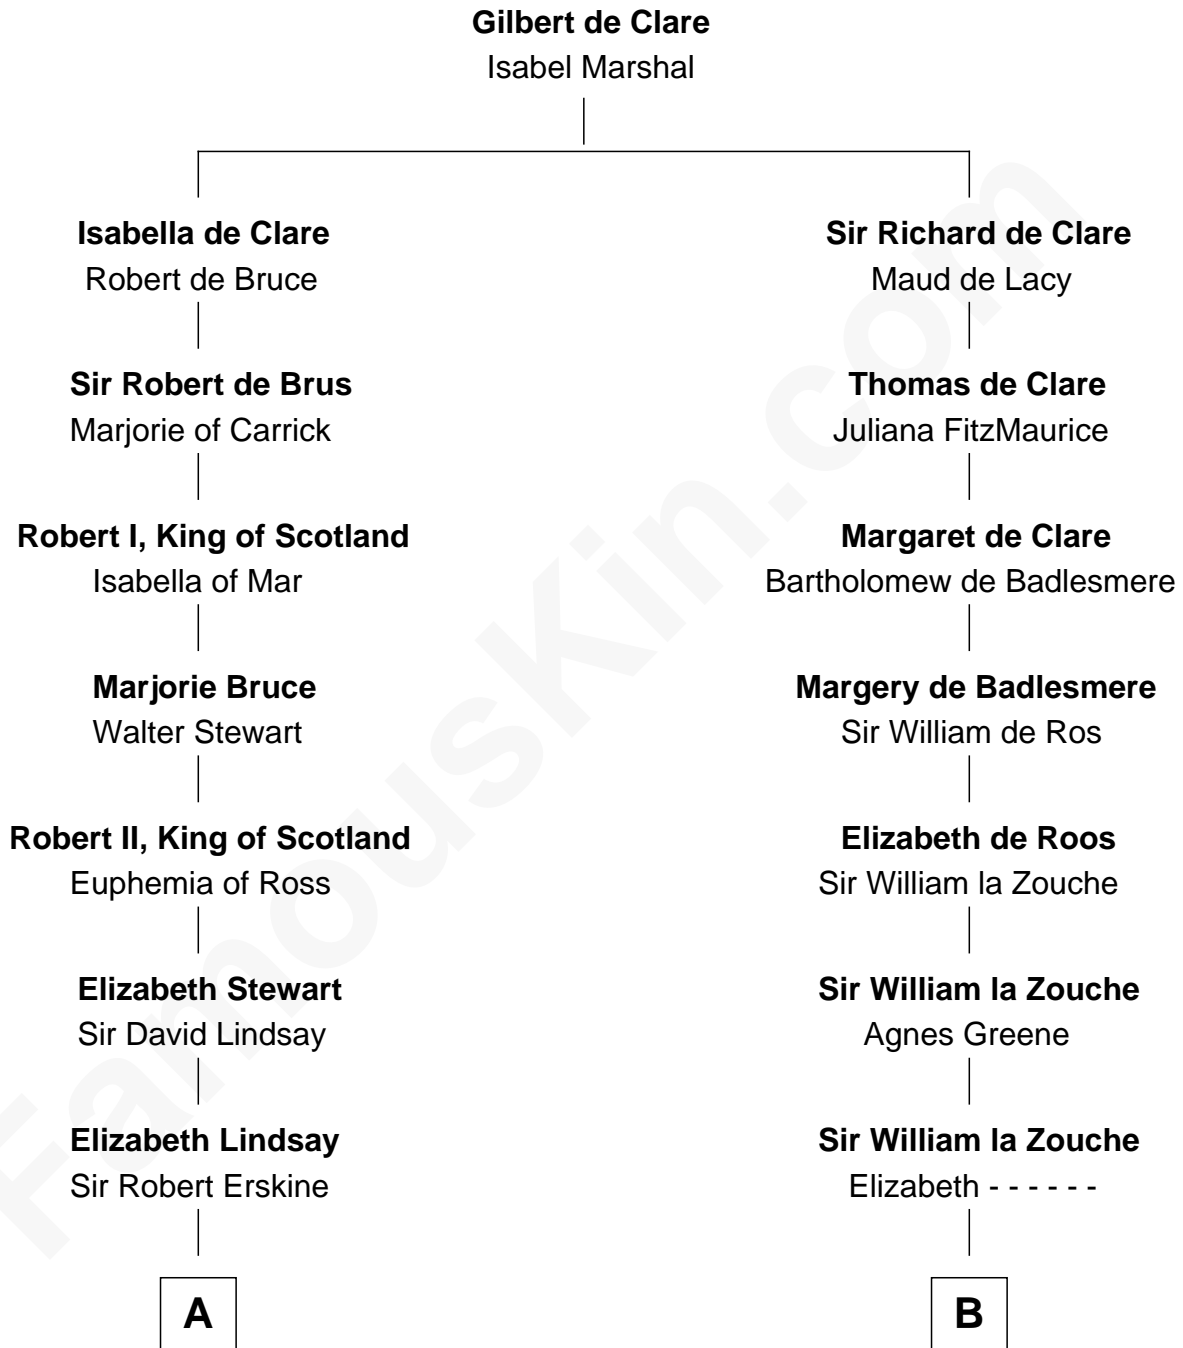 Gilbert de Clare
Isabel Marshal
Isabella de Clare
Robert de Bruce
Sir Richard de Clare
Maud de Lacy
Sir Robert de Brus
Marjorie of Carrick
Thomas de Clare
Juliana FitzMaurice
Robert I, King of Scotland
Isabella of Mar
Margaret de Clare
Bartholomew de Badlesmere
Marjorie Bruce
Walter Stewart
Margery de Badlesmere
Sir William de Ros
Robert II, King of Scotland
Euphemia of Ross
Elizabeth de Roos
Sir William la Zouche
Elizabeth Stewart
Sir David Lindsay
Sir William la Zouche
Agnes Greene
Elizabeth Lindsay
Sir Robert Erskine
Sir William la Zouche
Elizabeth - - - - - -
A
B
FamousKin.com